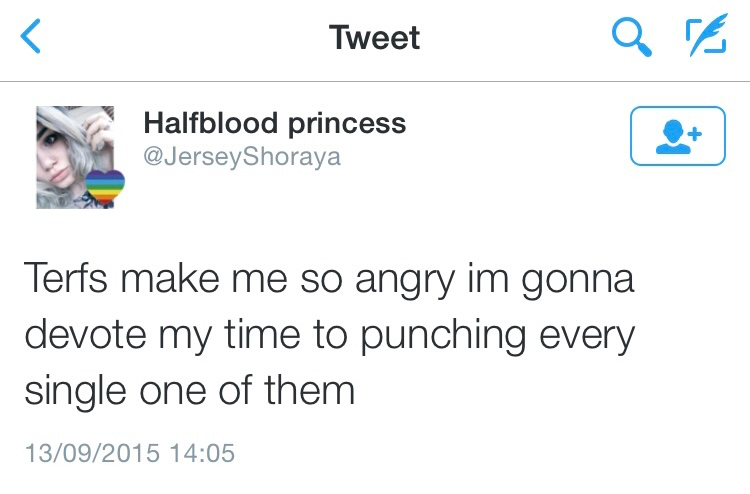 Tweet
Halfblood princess
@JerseyShoraya
Terfs make me so angry im gonna
devote my time to punching every
single one of them
13/09/2015 14:05